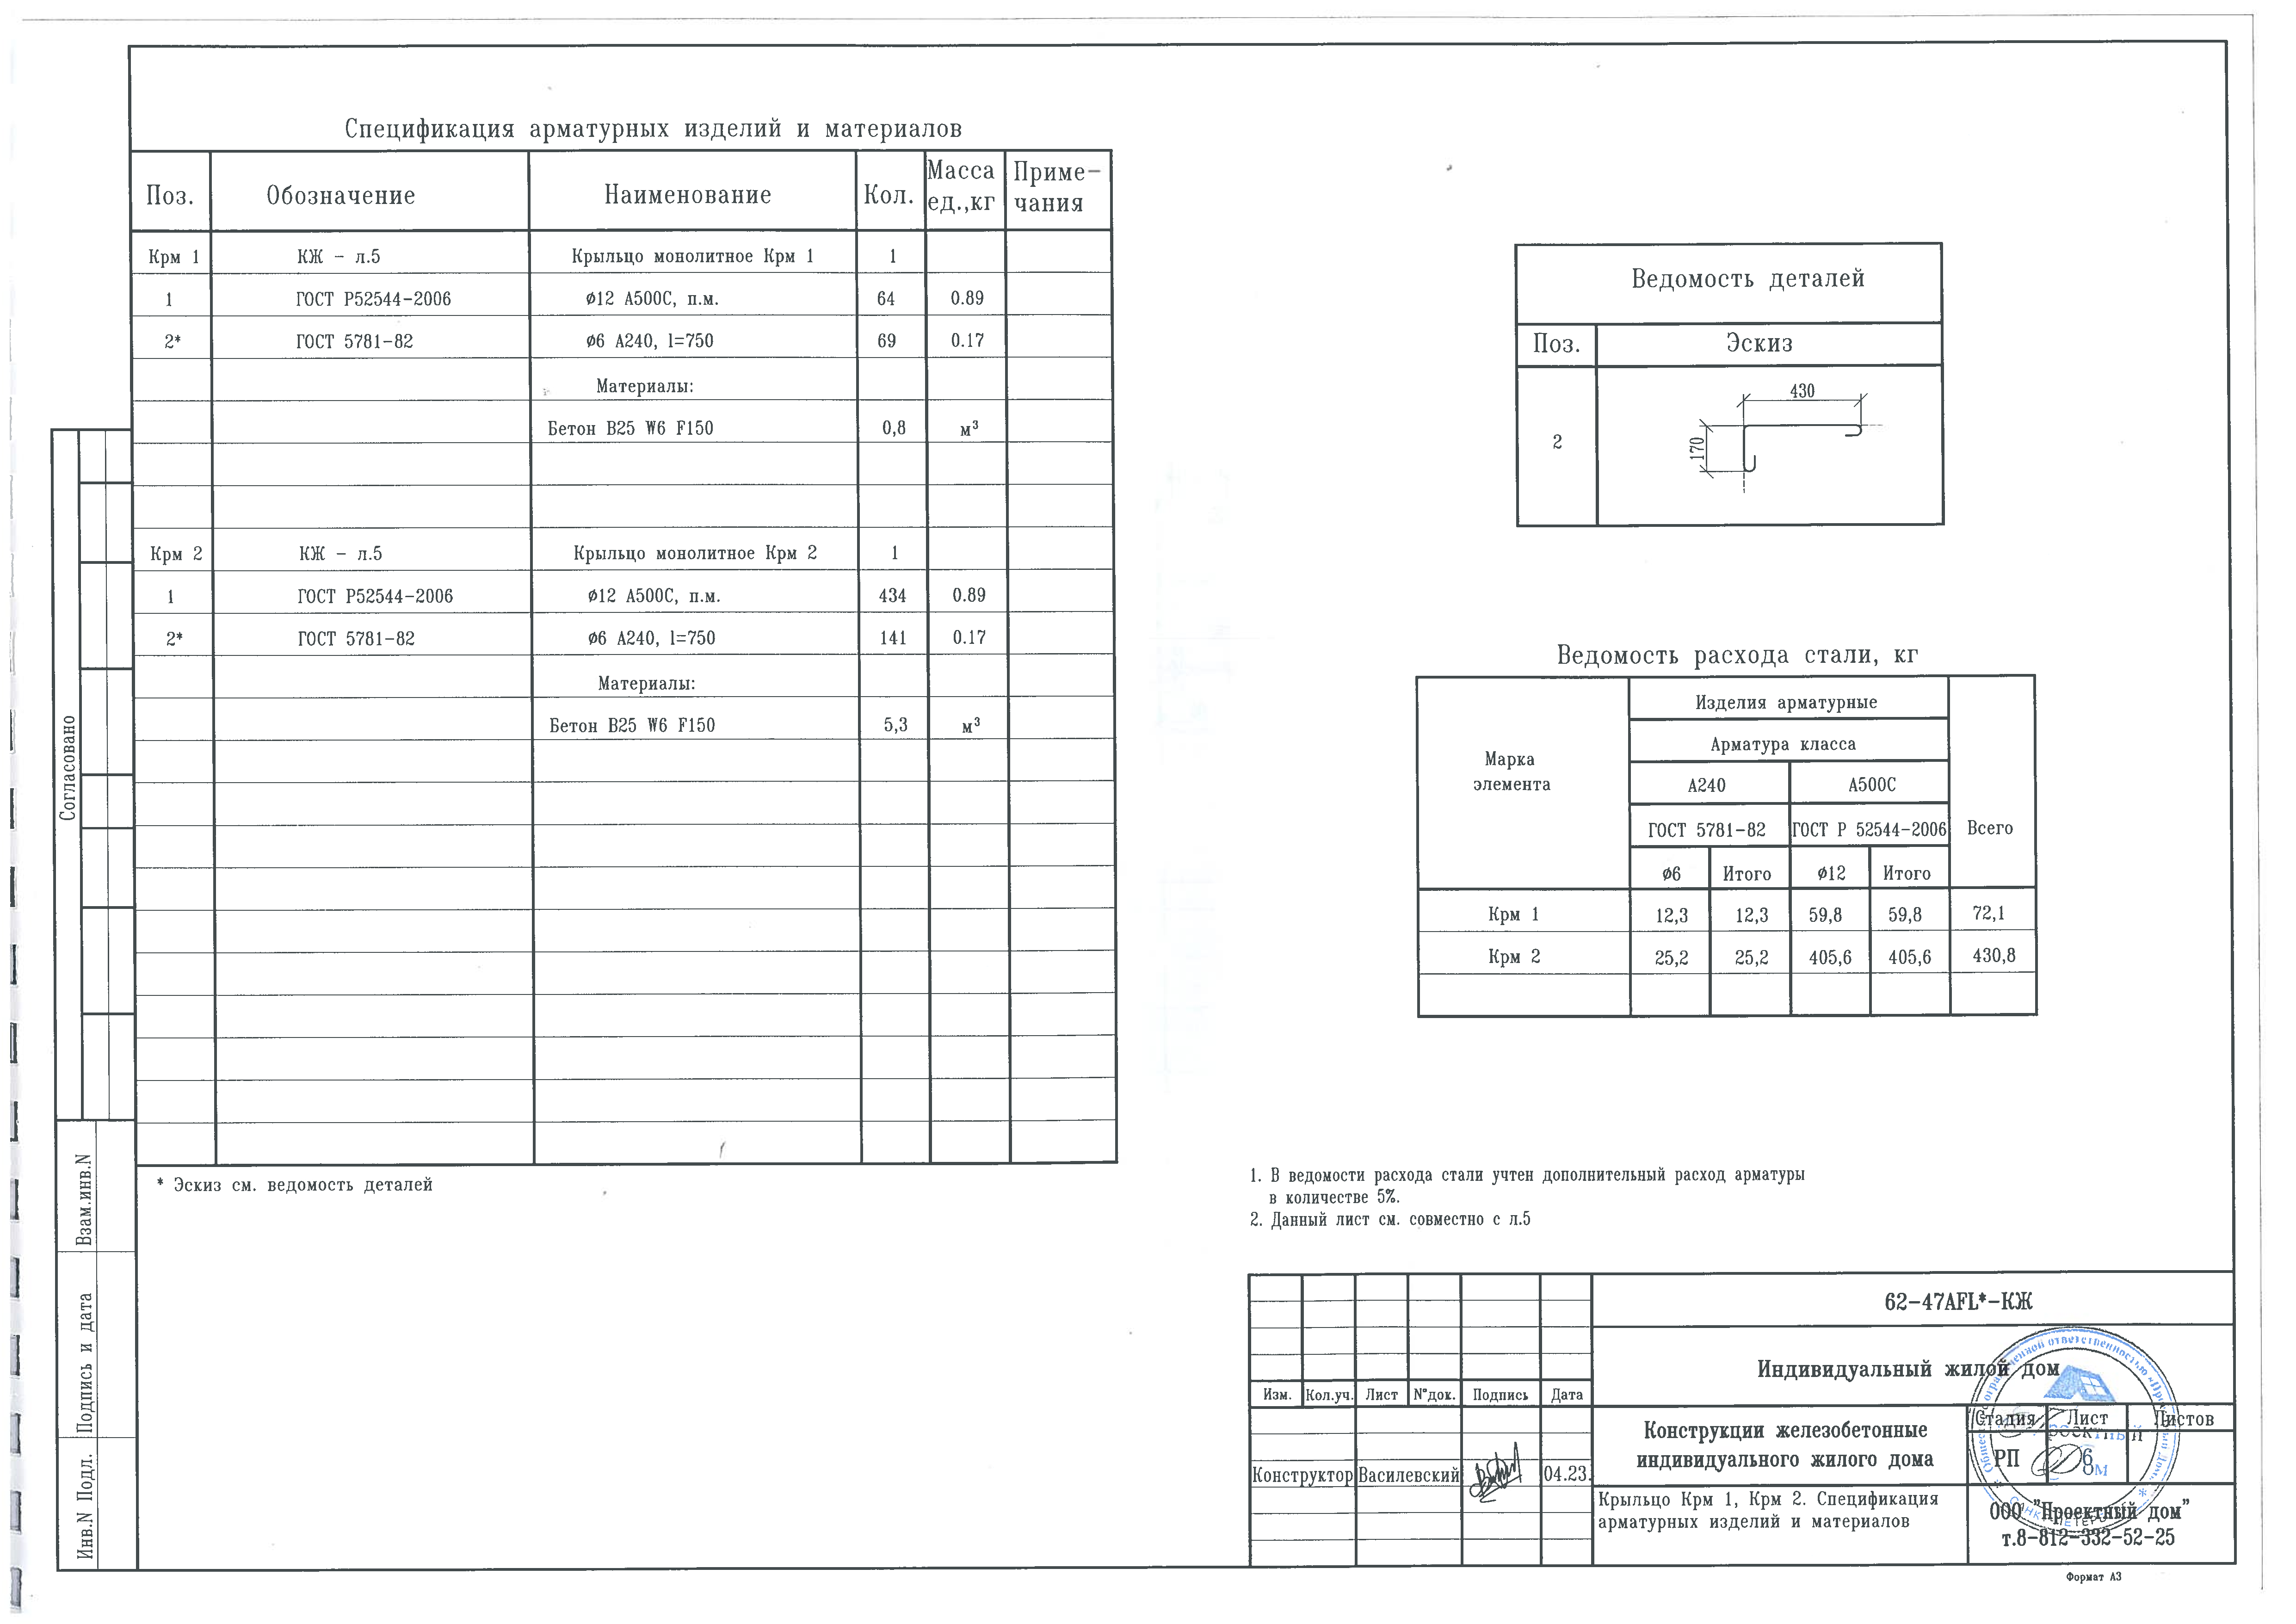 Спецификация арматурных изделий и материалов
Поз. Обозначение Наименование Кол. Масса ед.,кг Приме-чания
Крм 1 КЖ - л.5 Крыльцо монолитное Крм 1 1
1 ГОСТ Р52544-2006 ø12 А500С, п.м. 64 0.89
2* ГОСТ 5781-82 ø6 А240, l=750 69 0.17
Материалы:
Бетон В25 W6 F150 0,8 м³
Крм 2 КЖ - л.5 Крыльцо монолитное Крм 2 1
1 ГОСТ Р52544-2006 ø12 А500С, п.м. 434 0.89
2* ГОСТ 5781-82 ø6 А240, l=750 141 0.17
Материалы:
Бетон В25 W6 F150 5,3 м³
* Эскиз см. ведомость деталей
Ведомость деталей
Поз. Эскиз
2
430
170
Ведомость расхода стали, кг
Марка
элемента
Изделия арматурные
Арматура класса
А240 А500С
ГОСТ 5781-82 ГОСТ Р 52544-2006 Всего
ø6 Итого ø12 Итого
Крм 1 12,3 12,3 59,8 59,8 72,1
Крм 2 25,2 25,2 405,6 405,6 430,8
1. В ведомости расхода стали учтен дополнительный расход арматуры
в количестве 5%.
2. Данный лист см. совместно с л.5
Согласовано
Взам.инв.N
Подпись и дата
Инв.N Подл.
62-47AFL*-КЖ
Индивидуальный жилой дом
Изм. Кол.уч. Лист N°док. Подпись Дата
Конструкции железобетонные
индивидуального жилого дома
Стадия Лист Листов
РП 6
Конструктор Василевский 04.23.
Крыльцо Крм 1, Крм 2. Спецификация
арматурных изделий и материалов
ООО "Проектный дом"
т.8-812-332-52-25
Формат А3